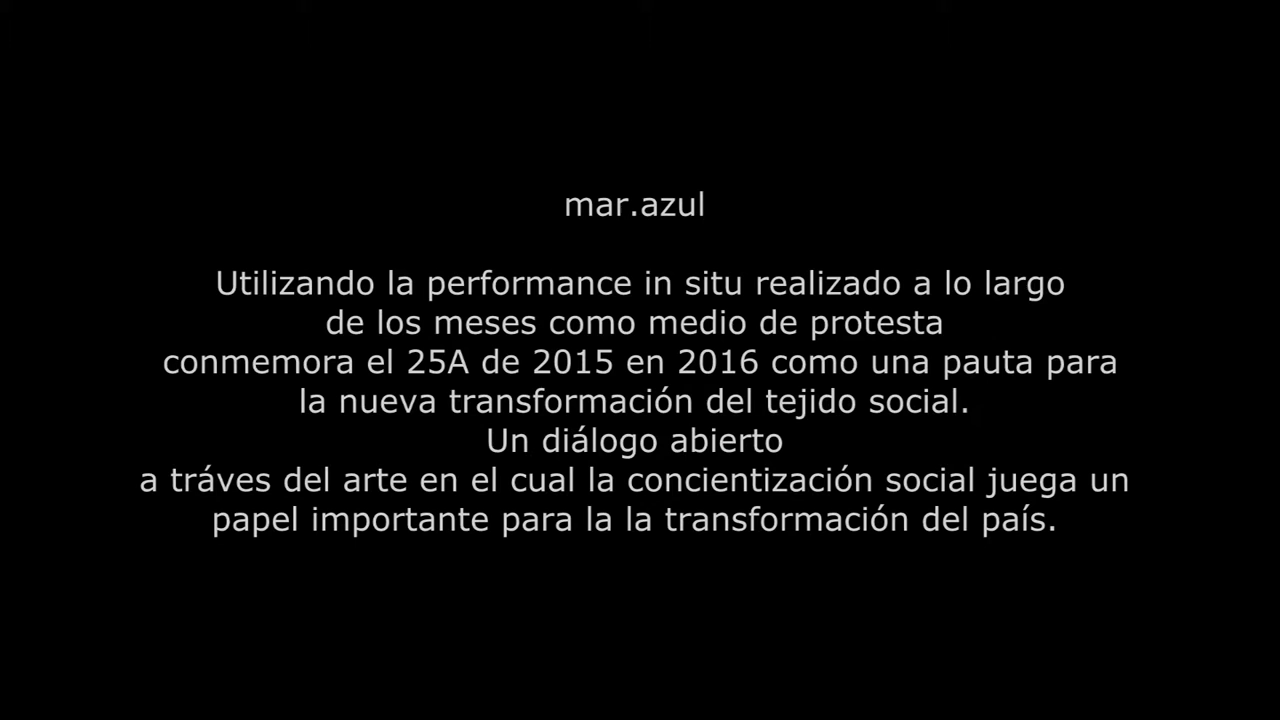 mar.azul
Utilizando la performance in situ realizado a lo largo
de los meses como medio de protesta
conmemora el 25A de 2015 en 2016 como una pauta para
la nueva transformación del tejido social.
Un diálogo abierto
a tráves del arte en el cual la concientización social juega un
papel importante para la la transformación del país.